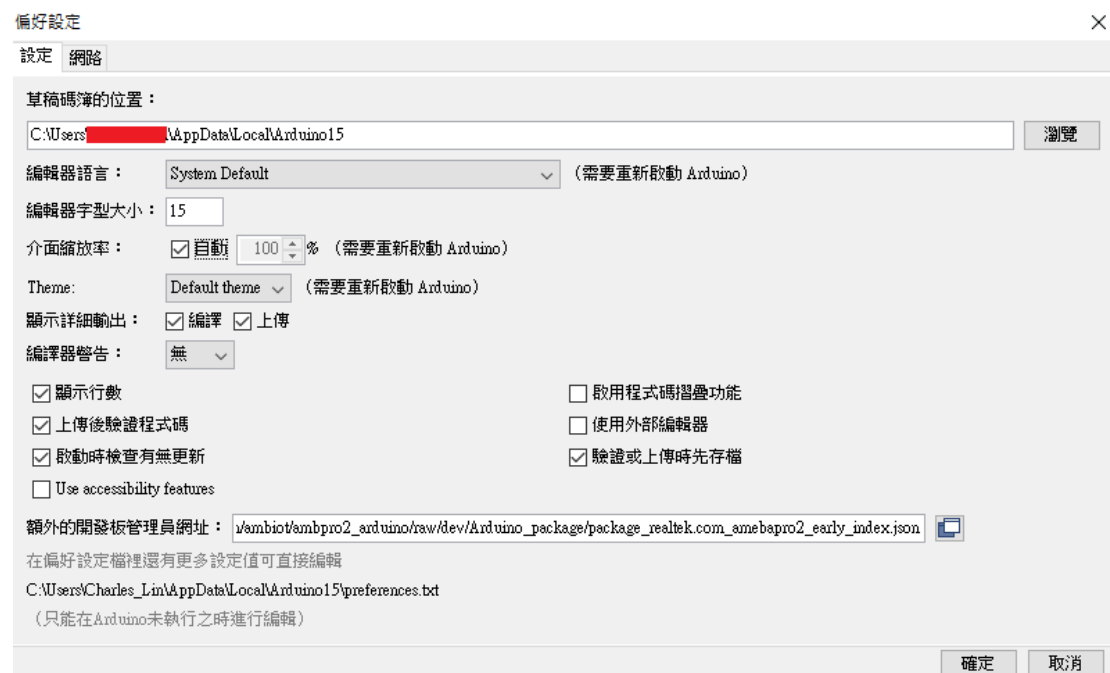 偏好設定
設定 網路
草稿碼簿的位置：
C:\Users\ \AppData\Local\Arduino15 瀏覽
編輯器語言： System Default （需要重新啟動 Arduino）
編輯器字型大小： 15
介面縮放率： 自動 100 % （需要重新啟動 Arduino）
Theme: Default theme （需要重新啟動 Arduino）
顯示詳細輸出： 編譯 上傳
編譯器警告： 無
顯示行數 啟用程式碼摺疊功能
上傳後驗證程式碼 使用外部編輯器
啟動時檢查有無更新 驗證或上傳時先存檔
Use accessibility features
額外的開發板管理員網址： /ambiot/ambpro2_arduino/raw/dev/Arduino_package/package_realtek.com_amebapro2_early_index.json
在偏好設定檔裡還有更多設定值可直接編輯
C:\Users\Charles_Lin\AppData\Local\Arduino15\preferences.txt
（只能在Arduino未執行之時進行編輯）
確定 取消